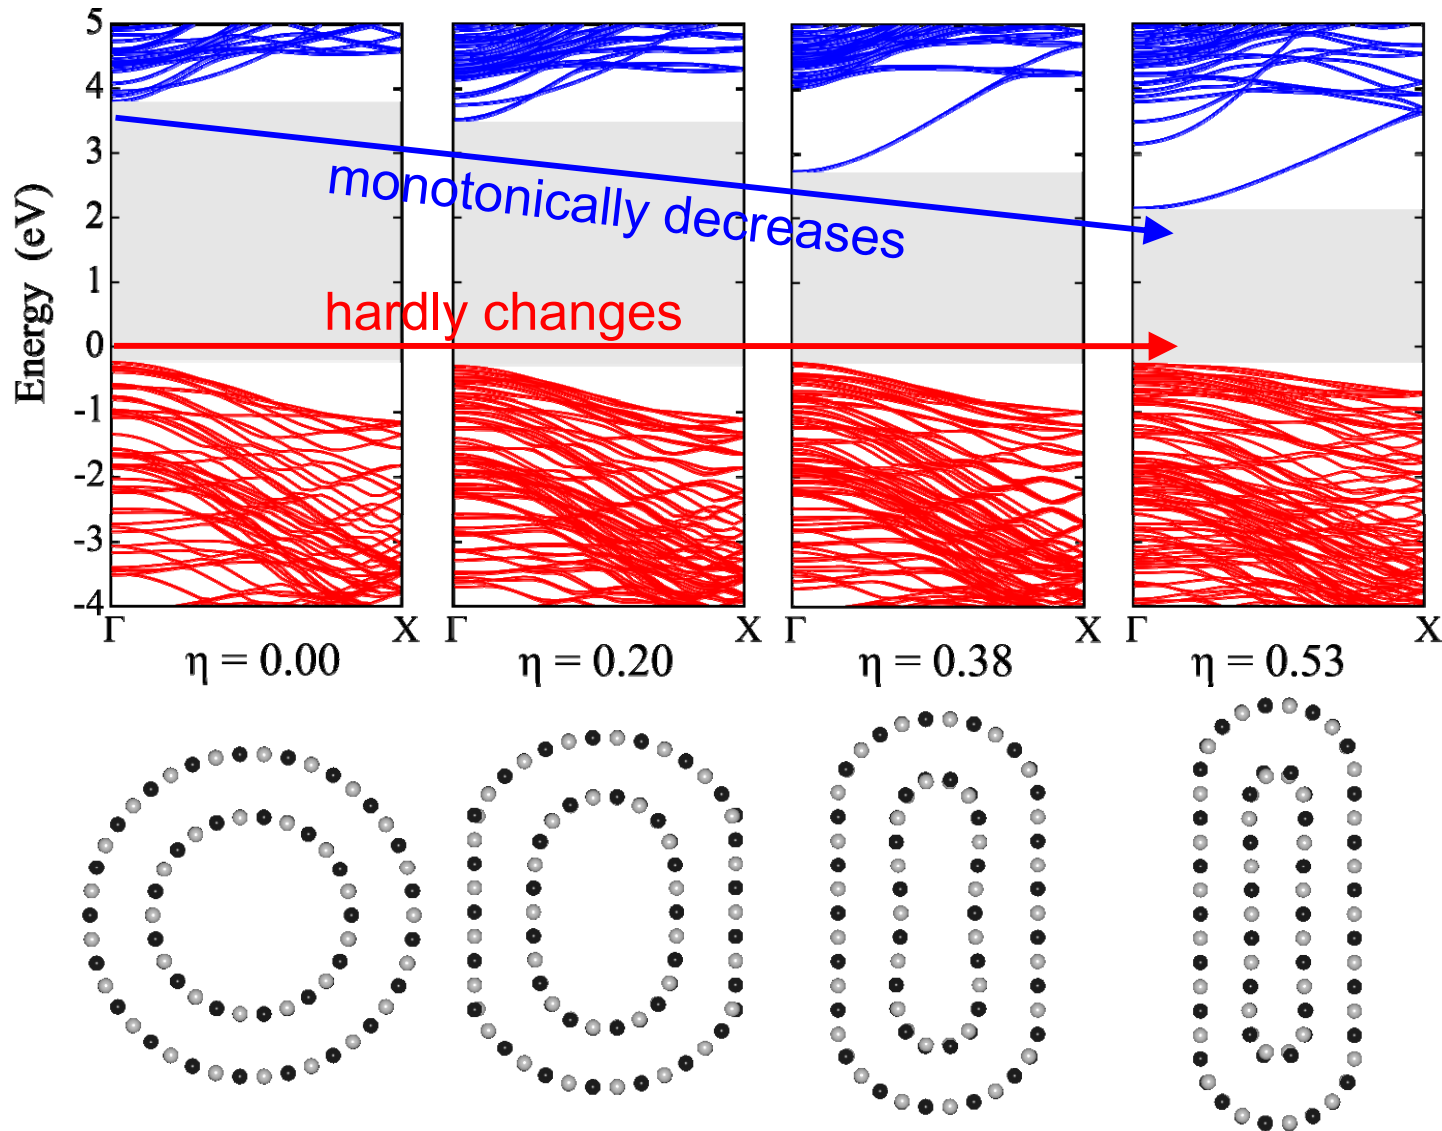 5
4
3
2
1
0
-1
-2
-3
-4
Energy (eV)
monotonically decreases
hardly changes
Γ X Γ X Γ X Γ X
η = 0.00 η = 0.20 η = 0.38 η = 0.53